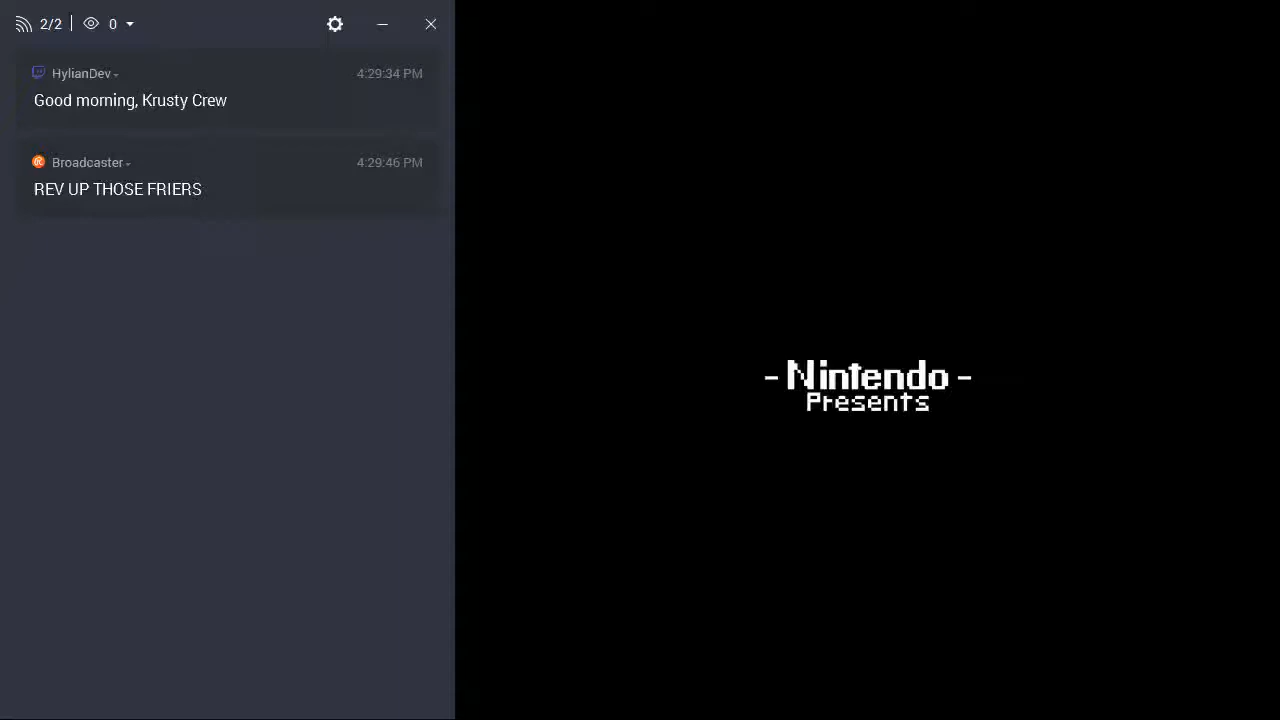 2/2 | 0
HylianDev 4:29:34 PM
Good morning, Krusty Crew
Broadcaster 4:29:46 PM
REV UP THOSE FRIERS
- Nintendo -
Presents